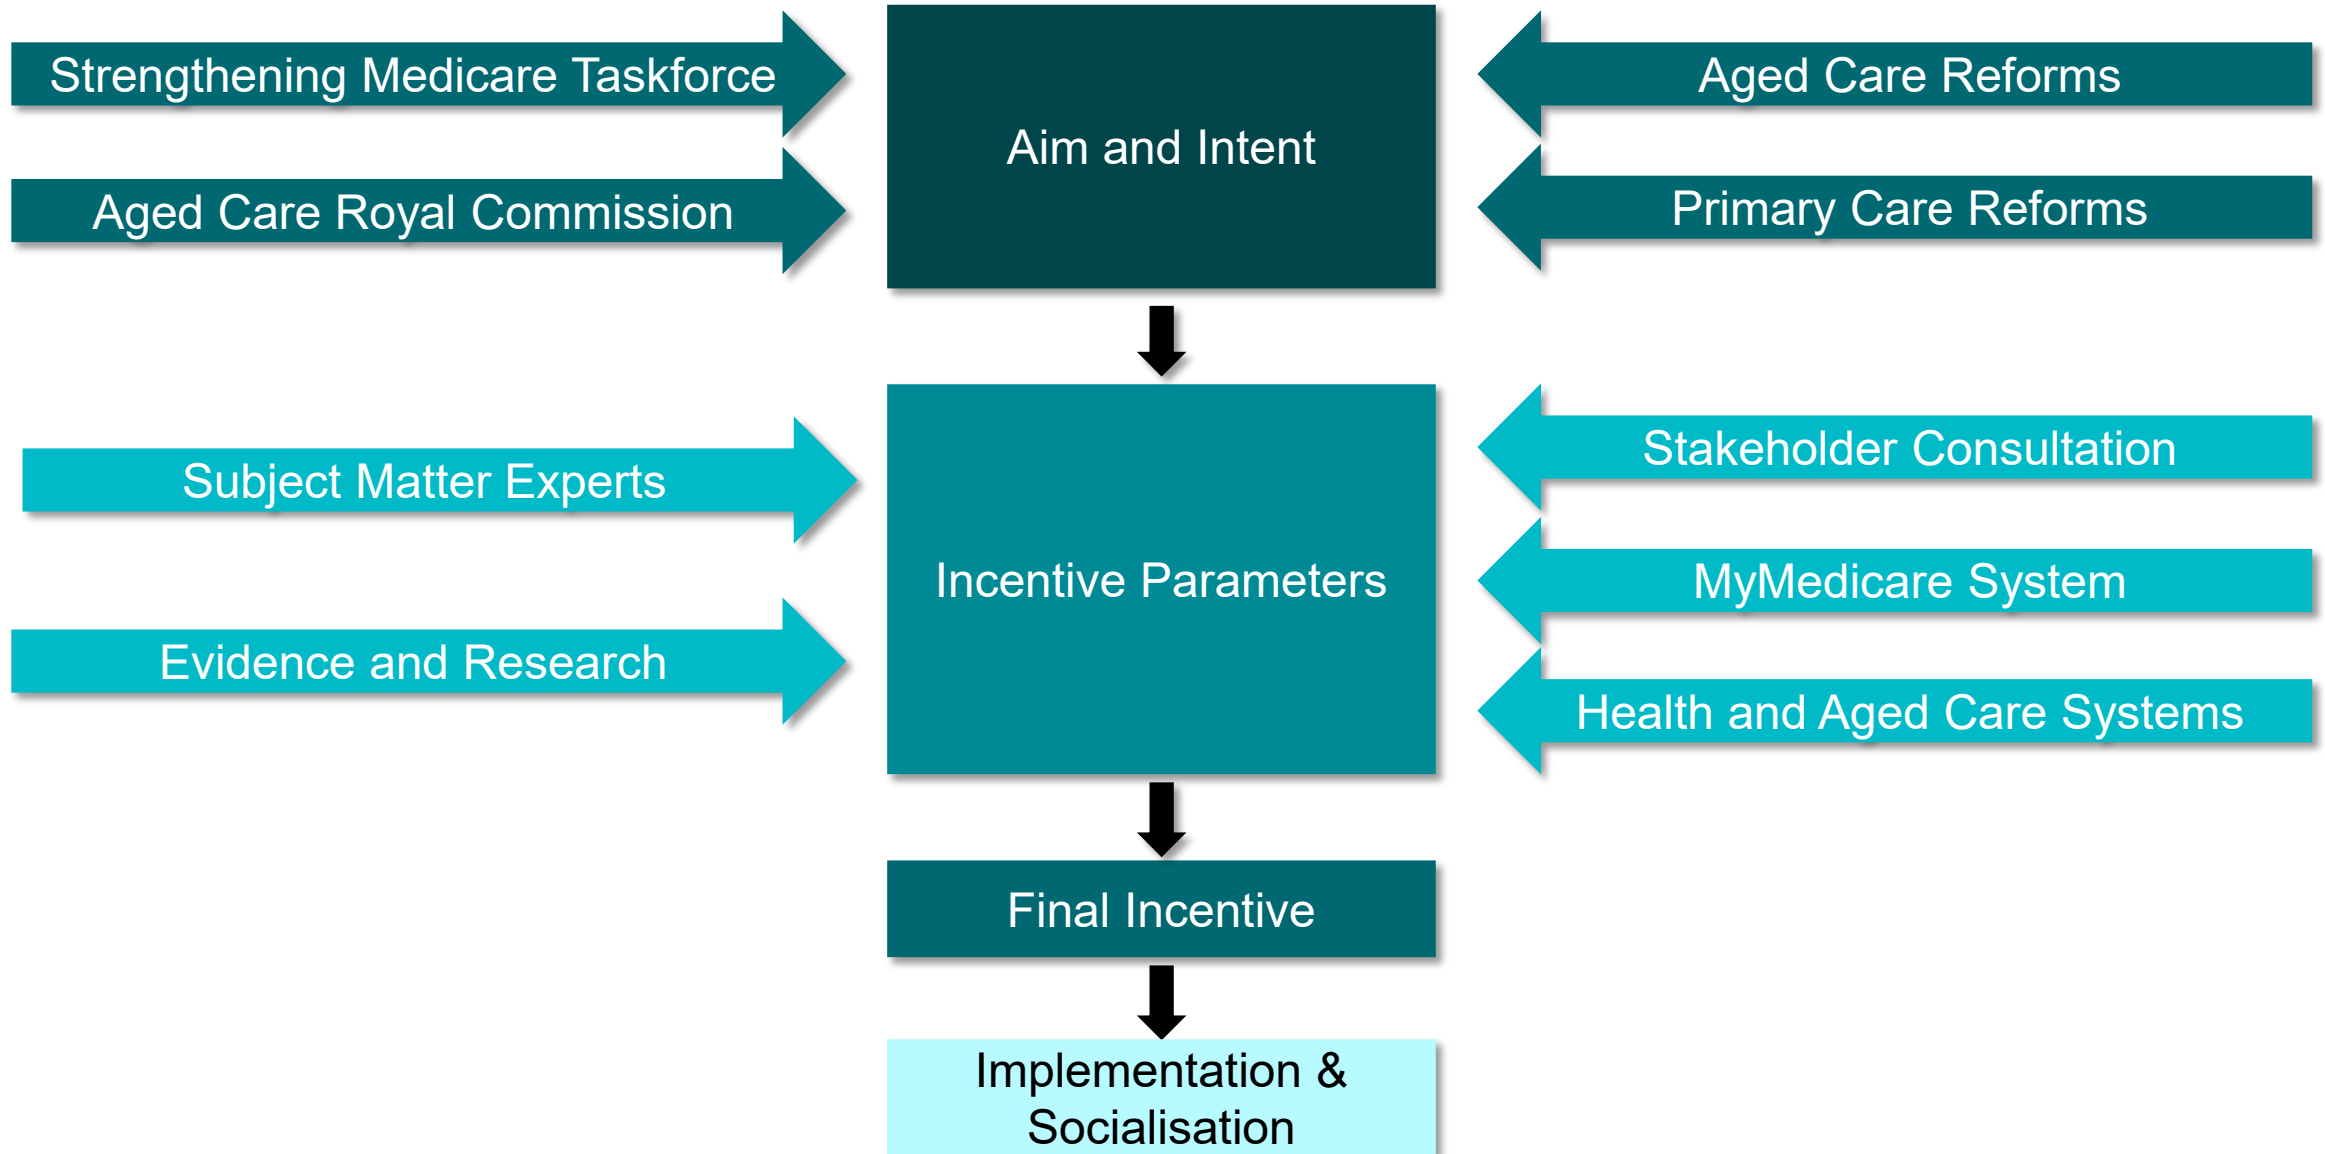 Strengthening Medicare Taskforce
Aged Care Royal Commission
Aim and Intent
Aged Care Reforms
Primary Care Reforms
Subject Matter Experts
Evidence and Research
Incentive Parameters
Stakeholder Consultation
MyMedicare System
Health and Aged Care Systems
Final Incentive
Implementation &
Socialisation